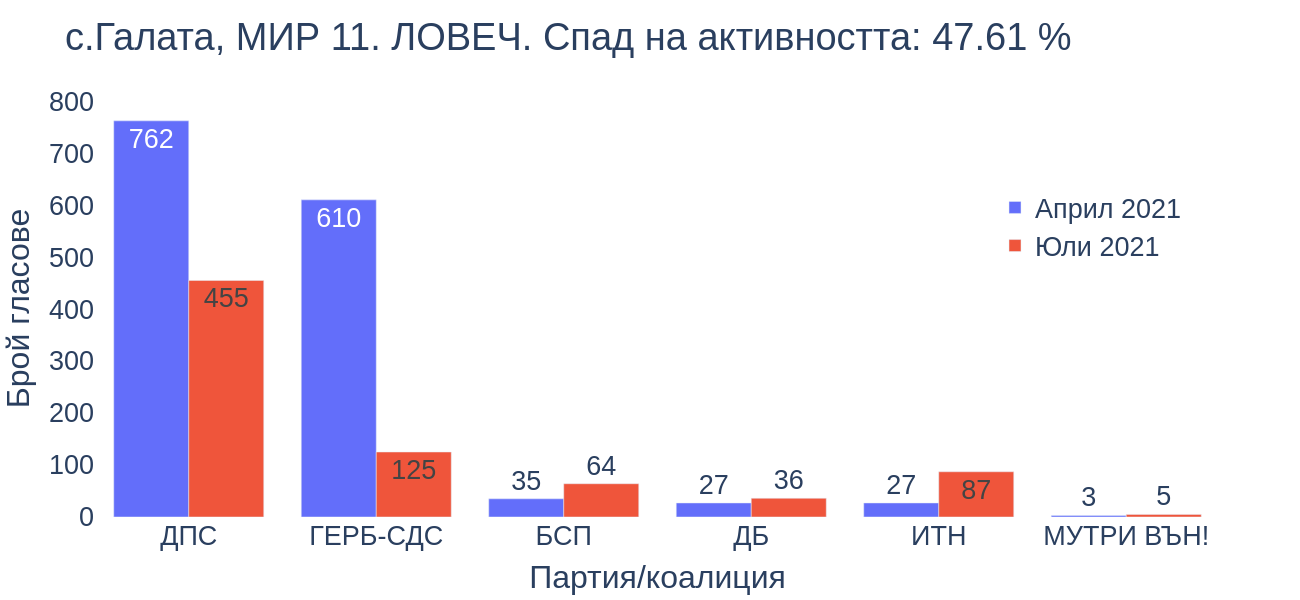 с.Галата, МИР 11. ЛОВЕЧ. Спад на активността: 47.61 %
800
700
600
500
400
300
200
100
0
Брой гласове
762
455
610
125
35
64
27
36
27
87
3
5
Април 2021
Юли 2021
ДПС
ГЕРБ-СДС
БСП
ДБ
ИТН
МУТРИ ВЪН!
Партия/коалиция